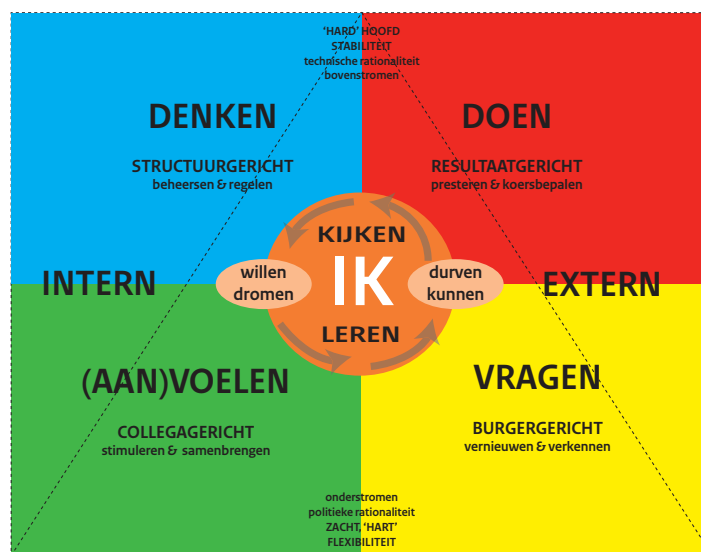 ‘HARD’ HOOFD
STABILITEIT
technische rationaliteit
bovenstromen
DENKEN
STRUCTUURGERICHT
beheersen & regelen
DOEN
RESULTAATGERICHT
presteren & koersbepalen
INTERN
willen
dromen
KIJKEN
IK
LEREN
durven
kunnen
EXTERN
(AAN)VOELEN
COLLEGAGERICHT
stimuleren & samenbrengen
VRAGEN
BURGERGERICHT
vernieuwen & verkennen
onderstromen
politieke rationaliteit
ZACHT, ‘HART’
FLEXIBILITEIT